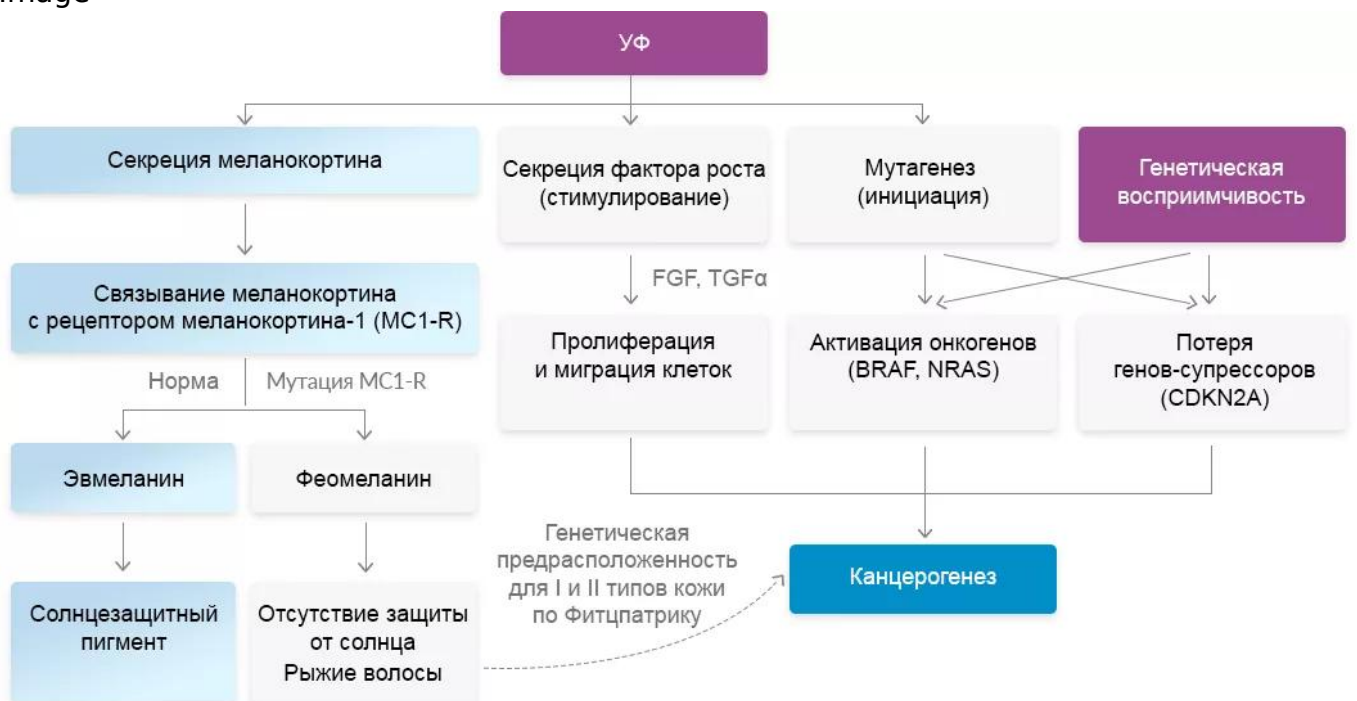 Image
УФ
Секреция меланокортина
Секреция фактора роста
(стимулирование)
Мутагенез
(инициация)
Генетическая
восприимчивость
FGF, TGFα
Связывание меланокортина
с рецептором меланокортина-1 (MC1-R)
Пролиферация
и миграция клеток
Активация онкогенов
(BRAF, NRAS)
Потеря
генов-супрессоров
(CDKN2A)
Норма
Мутация MC1-R
Эвмеланин
Феомеланин
Генетическая
предрасположенность
для I и II типов кожи
по Фитцпатрику
Канцерогенез
Солнцезащитный
пигмент
Отсутствие защиты
от солнца
Рыжие волосы